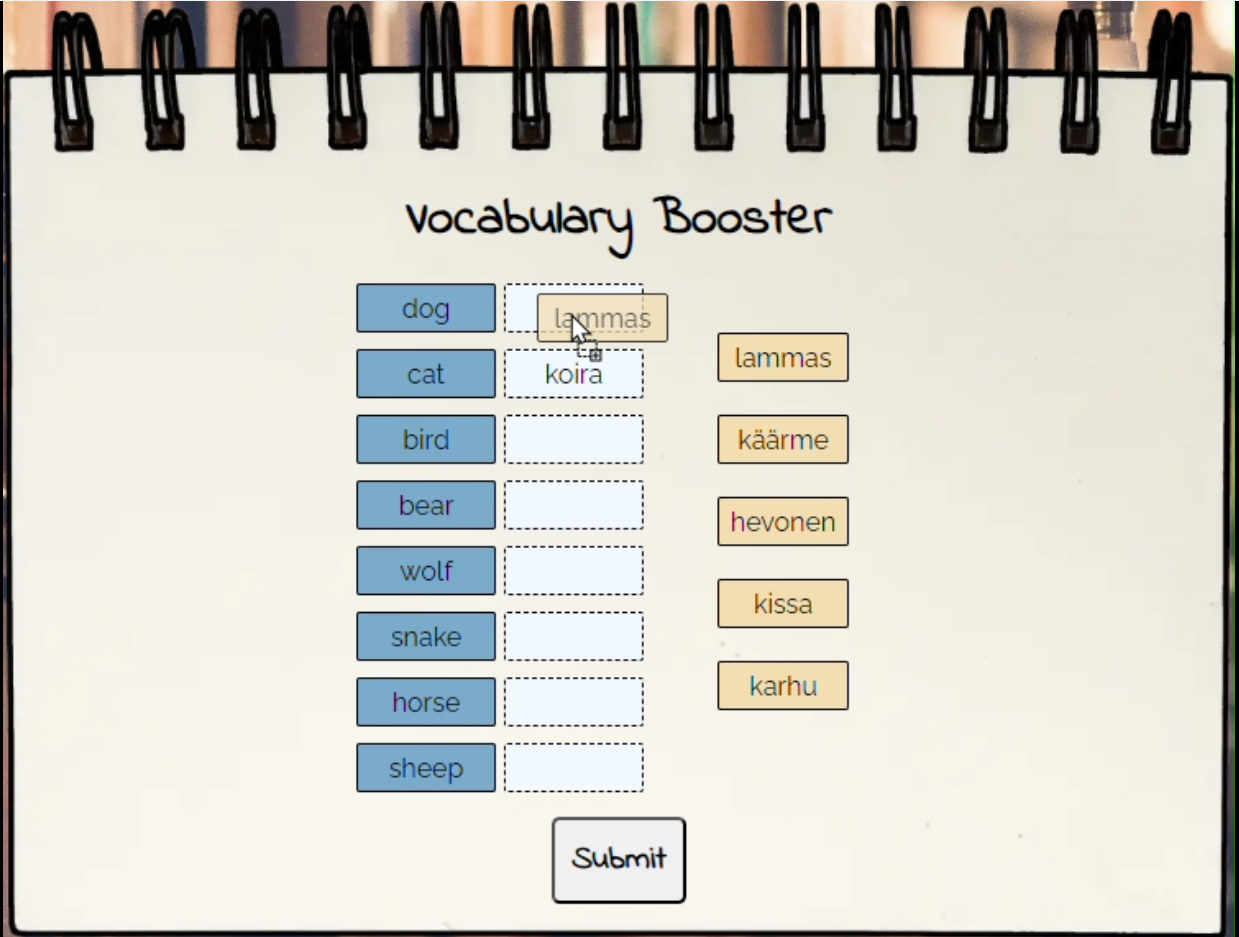 Vocabulary Booster
dog lammas
cat koira
bird
bear
wolf
snake
horse
sheep
lammas
käärme
hevonen
kissa
karhu
Submit